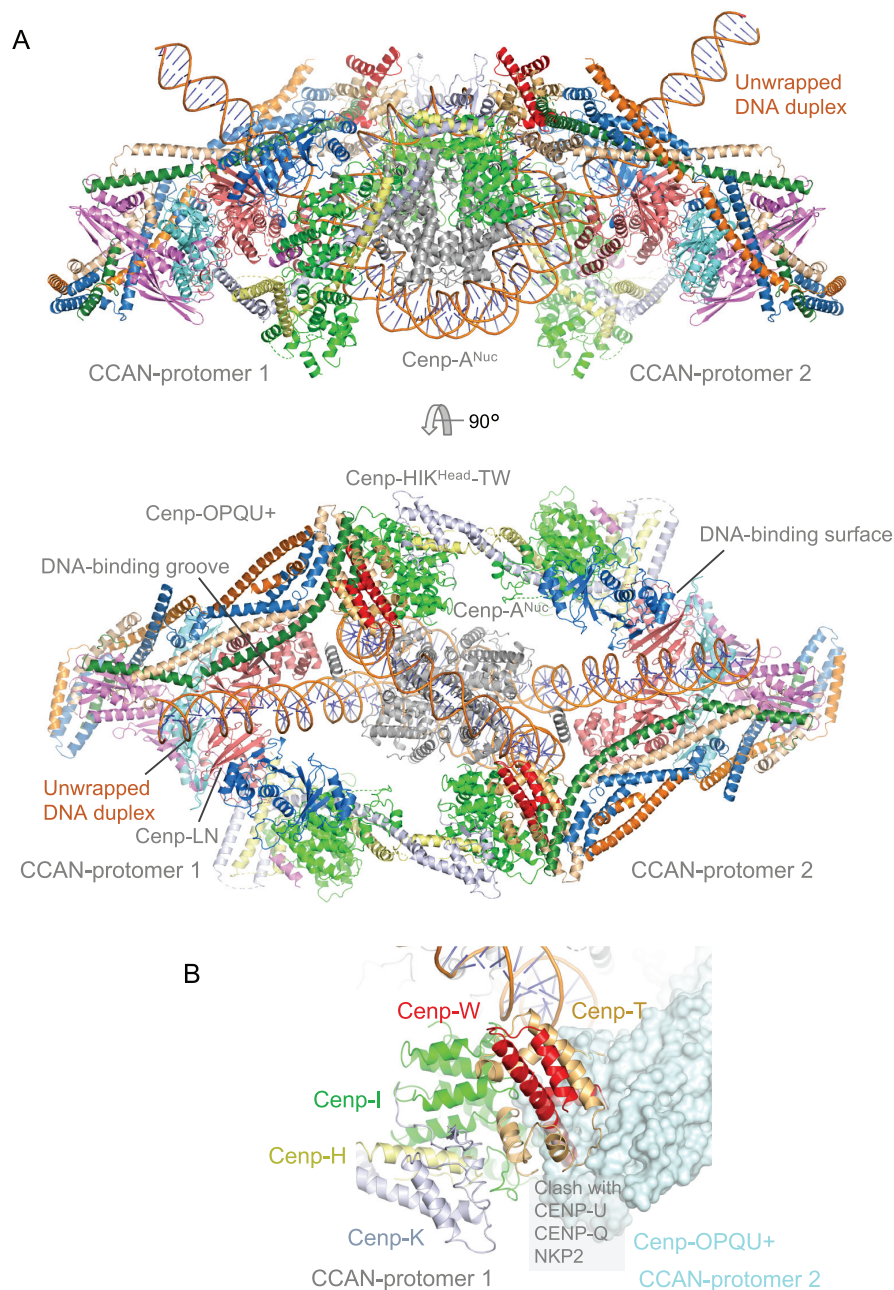 A
Unwrapped
DNA duplex
CCAN-protomer 1
Cenp-A^Nuc
CCAN-protomer 2
90°
Cenp-HIK^Head-TW
Cenp-OPQU+
DNA-binding groove
DNA-binding surface
Cenp-A^Nuc
Unwrapped
DNA duplex
Cenp-LN
CCAN-protomer 1
CCAN-protomer 2
B
Cenp-W
Cenp-T
Cenp-I
Cenp-H
Cenp-K
Clash with
CENP-U
CENP-Q
NKP2
Cenp-OPQU+
CCAN-protomer 1
CCAN-protomer 2